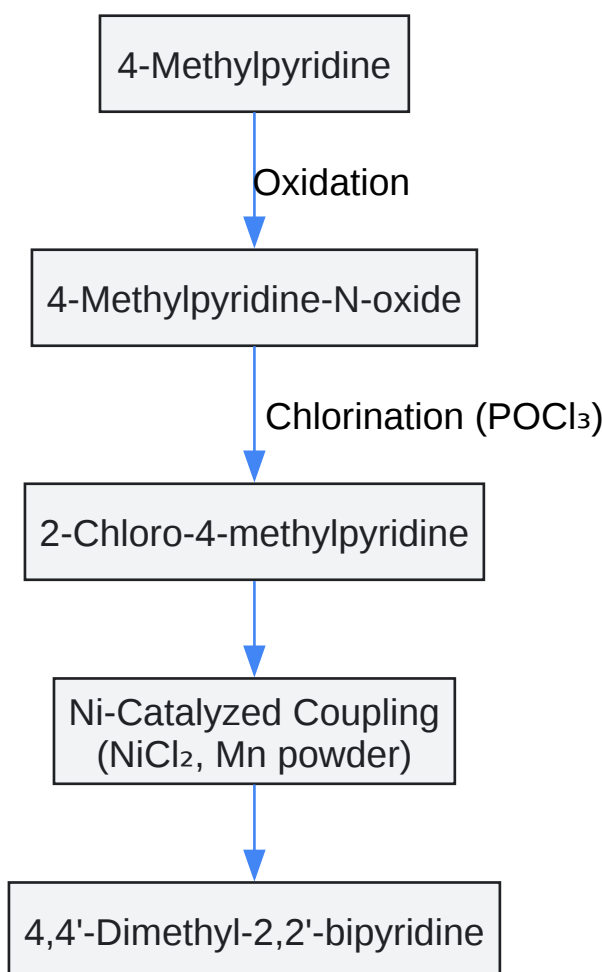 4-Methylpyridine
Oxidation
4-Methylpyridine-N-oxide
Chlorination (POCl₃)
2-Chloro-4-methylpyridine
Ni-Catalyzed Coupling
(NiCl₂, Mn powder)
4,4'-Dimethyl-2,2'-bipyridine